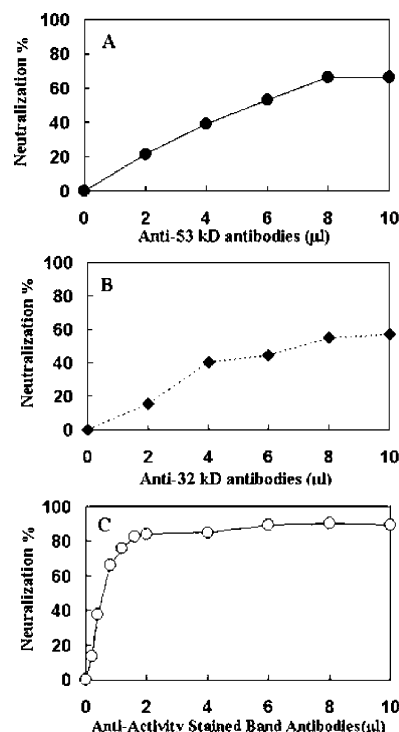 A
Neutralization %
100
80
60
40
20
0
0 2 4 6 8 10
Anti-53 kD antibodies (µl)
B
Neutralization %
100
80
60
40
20
0
0 2 4 6 8 10
Anti-32 kD antibodies (µl)
C
Neuralization %
100
80
60
40
20
0
0 2 4 6 8 10
Anti-Activity Stained Band Antibodies(µl)